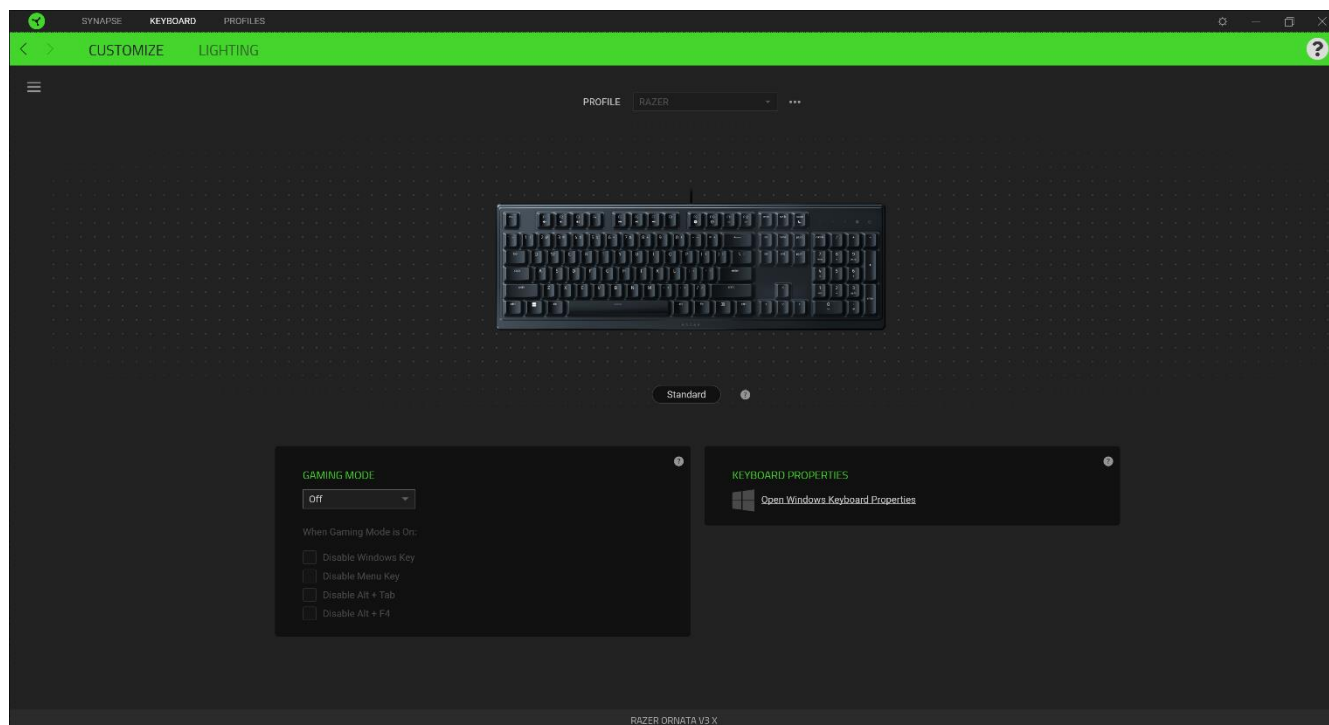 SYNAPSE KEYBOARD PROFILES
CUSTOMIZE LIGHTING
?
PROFILE RAZER
Standard ?
GAMING MODE ?
Off
When Gaming Mode is On:
Disable Windows Key
Disable Menu Key
Disable Alt + Tab
Disable Alt + F4
KEYBOARD PROPERTIES ?
Open Windows Keyboard Properties
RAZER ORNATA V3 X